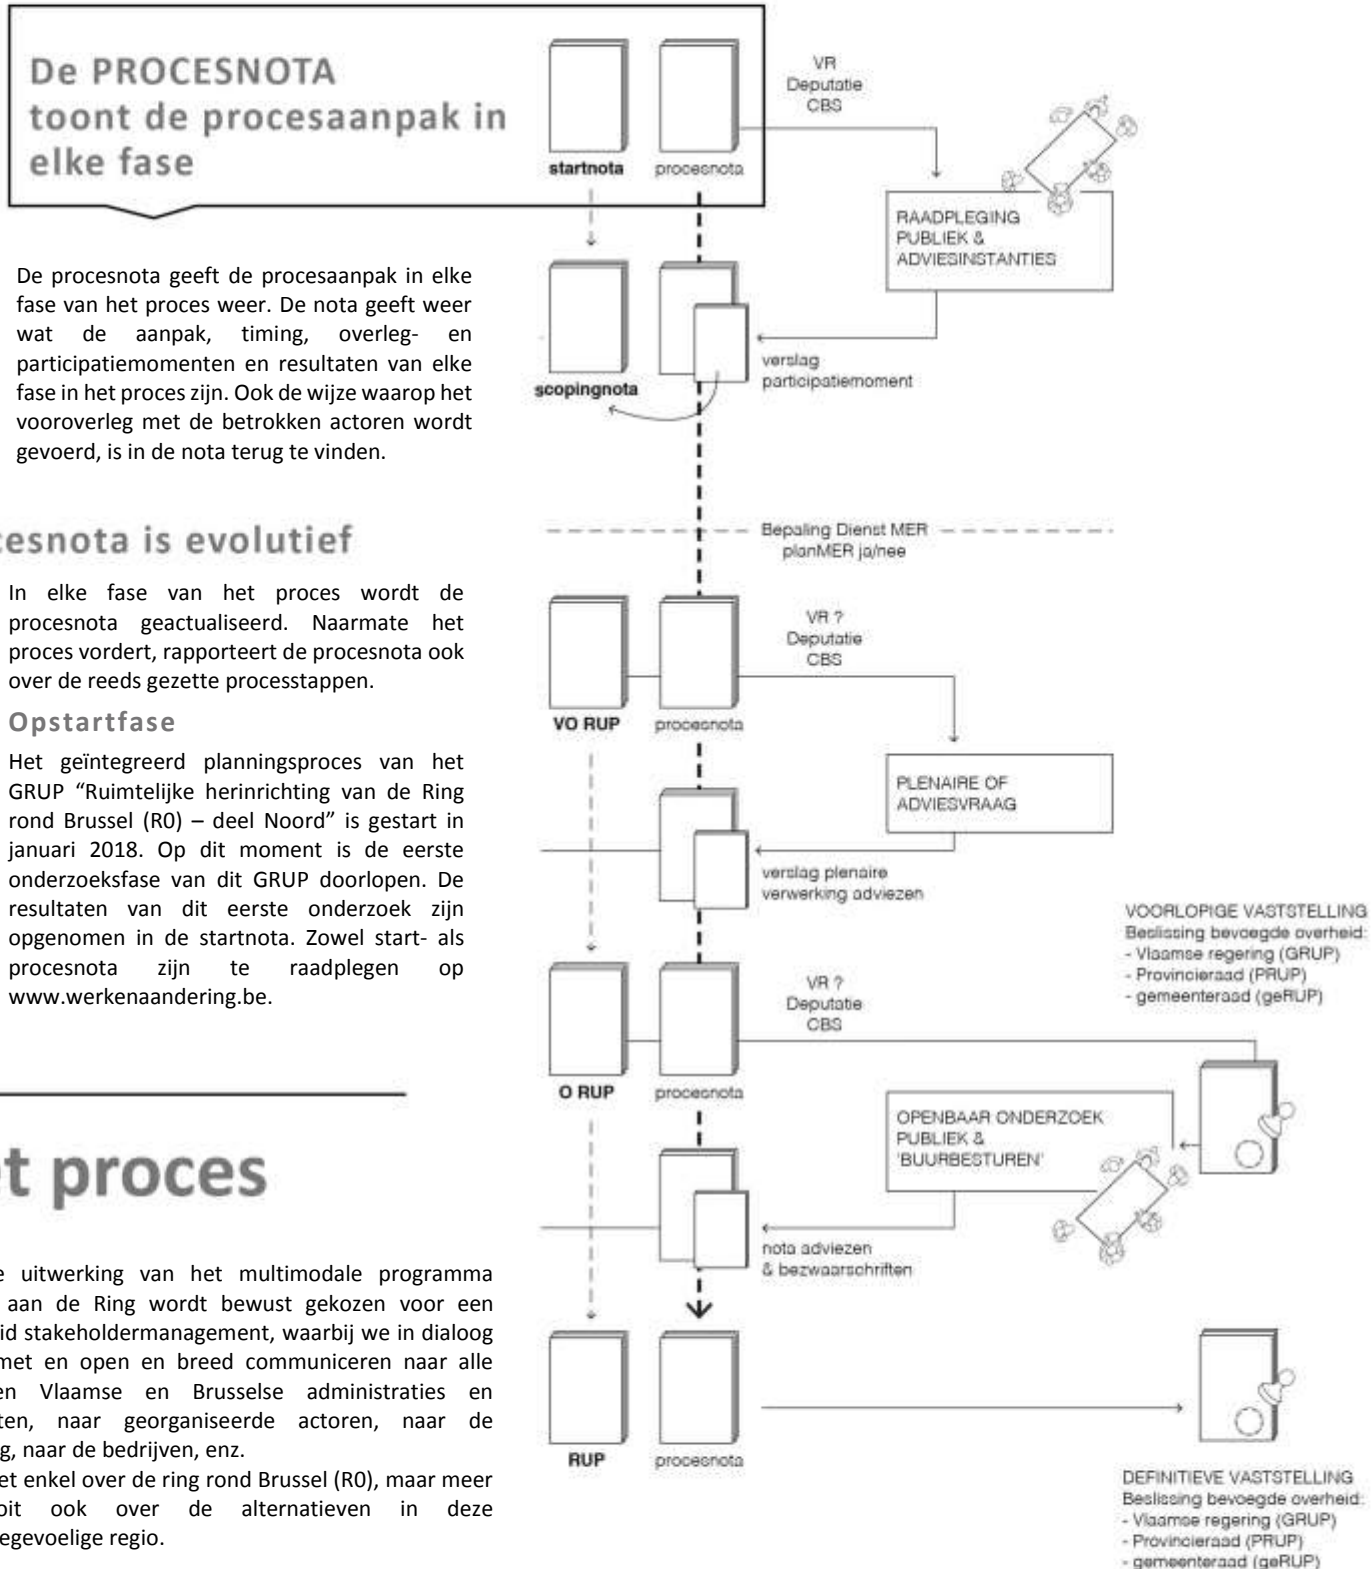 De PROCESNOTA
toont de procesaanpak in
elke fase
De procesnota geeft de procesaanpak in elke
fase van het proces weer. De nota geeft weer
wat de aanpak, timing, overleg- en
participatiemomenten en resultaten van elke
fase in het proces zijn. Ook de wijze waarop het
vooroverleg met de betrokken actoren wordt
gevoerd, is in de nota terug te vinden.
cesnota is evolutief
In elke fase van het proces wordt de
procesnota geactualiseerd. Naarmate het
proces vordert, rapporteert de procesnota ook
over de reeds gezette processtappen.
Opstartfase
Het geïntegreerd planningsproces van het
GRUP “Ruimtelijke herinrichting van de Ring
rond Brussel (R0) – deel Noord” is gestart in
januari 2018. Op dit moment is de eerste
onderzoeksfase van dit GRUP doorlopen. De
resultaten van dit eerste onderzoek zijn
opgenomen in de startnota. Zowel start- als
procesnota zijn te raadplegen op
www.werkenaandering.be.
t proces
e uitwerking van het multimodale programma
aan de Ring wordt bewust gekozen voor een
id stakeholdermanagement, waarbij we in dialoog
met en open en breed communiceren naar alle
en Vlaamse en Brusselse administraties en
ten, naar georganiseerde actoren, naar de
g, naar de bedrijven, enz.
et enkel over de ring rond Brussel (R0), maar meer
oit ook over de alternatieven in deze
egevoelige regio.
startnota
procesnota
VR
Deputatie
CBS
RAADPLEGING
PUBLIEK &
ADVIESINSTANTIES
scopingnota
verslag
participatiemoment
Bepaling Dienst MER
planMER ja/nee
VO RUP
procesnota
VR ?
Deputatie
CBS
PLENAIRE OF
ADVIESVRAAG
verslag plenaire
verwerking adviezen
VOORLOPIGE VASTSTELLING
Beslissing bevoegde overheid:
- Vlaamse regering (GRUP)
- Provincieraad (PRUP)
- gemeenteraad (geRUP)
O RUP
procesnota
VR ?
Deputatie
CBS
OPENBAAR ONDERZOEK
PUBLIEK &
'BUURBESTUREN'
nota adviezen
& bezwaarschriften
RUP
procesnota
DEFINITIEVE VASTSTELLING
Beslissing bevoegde overheid:
- Vlaamse regering (GRUP)
- Provincieraad (PRUP)
- gemeenteraad (geRUP)